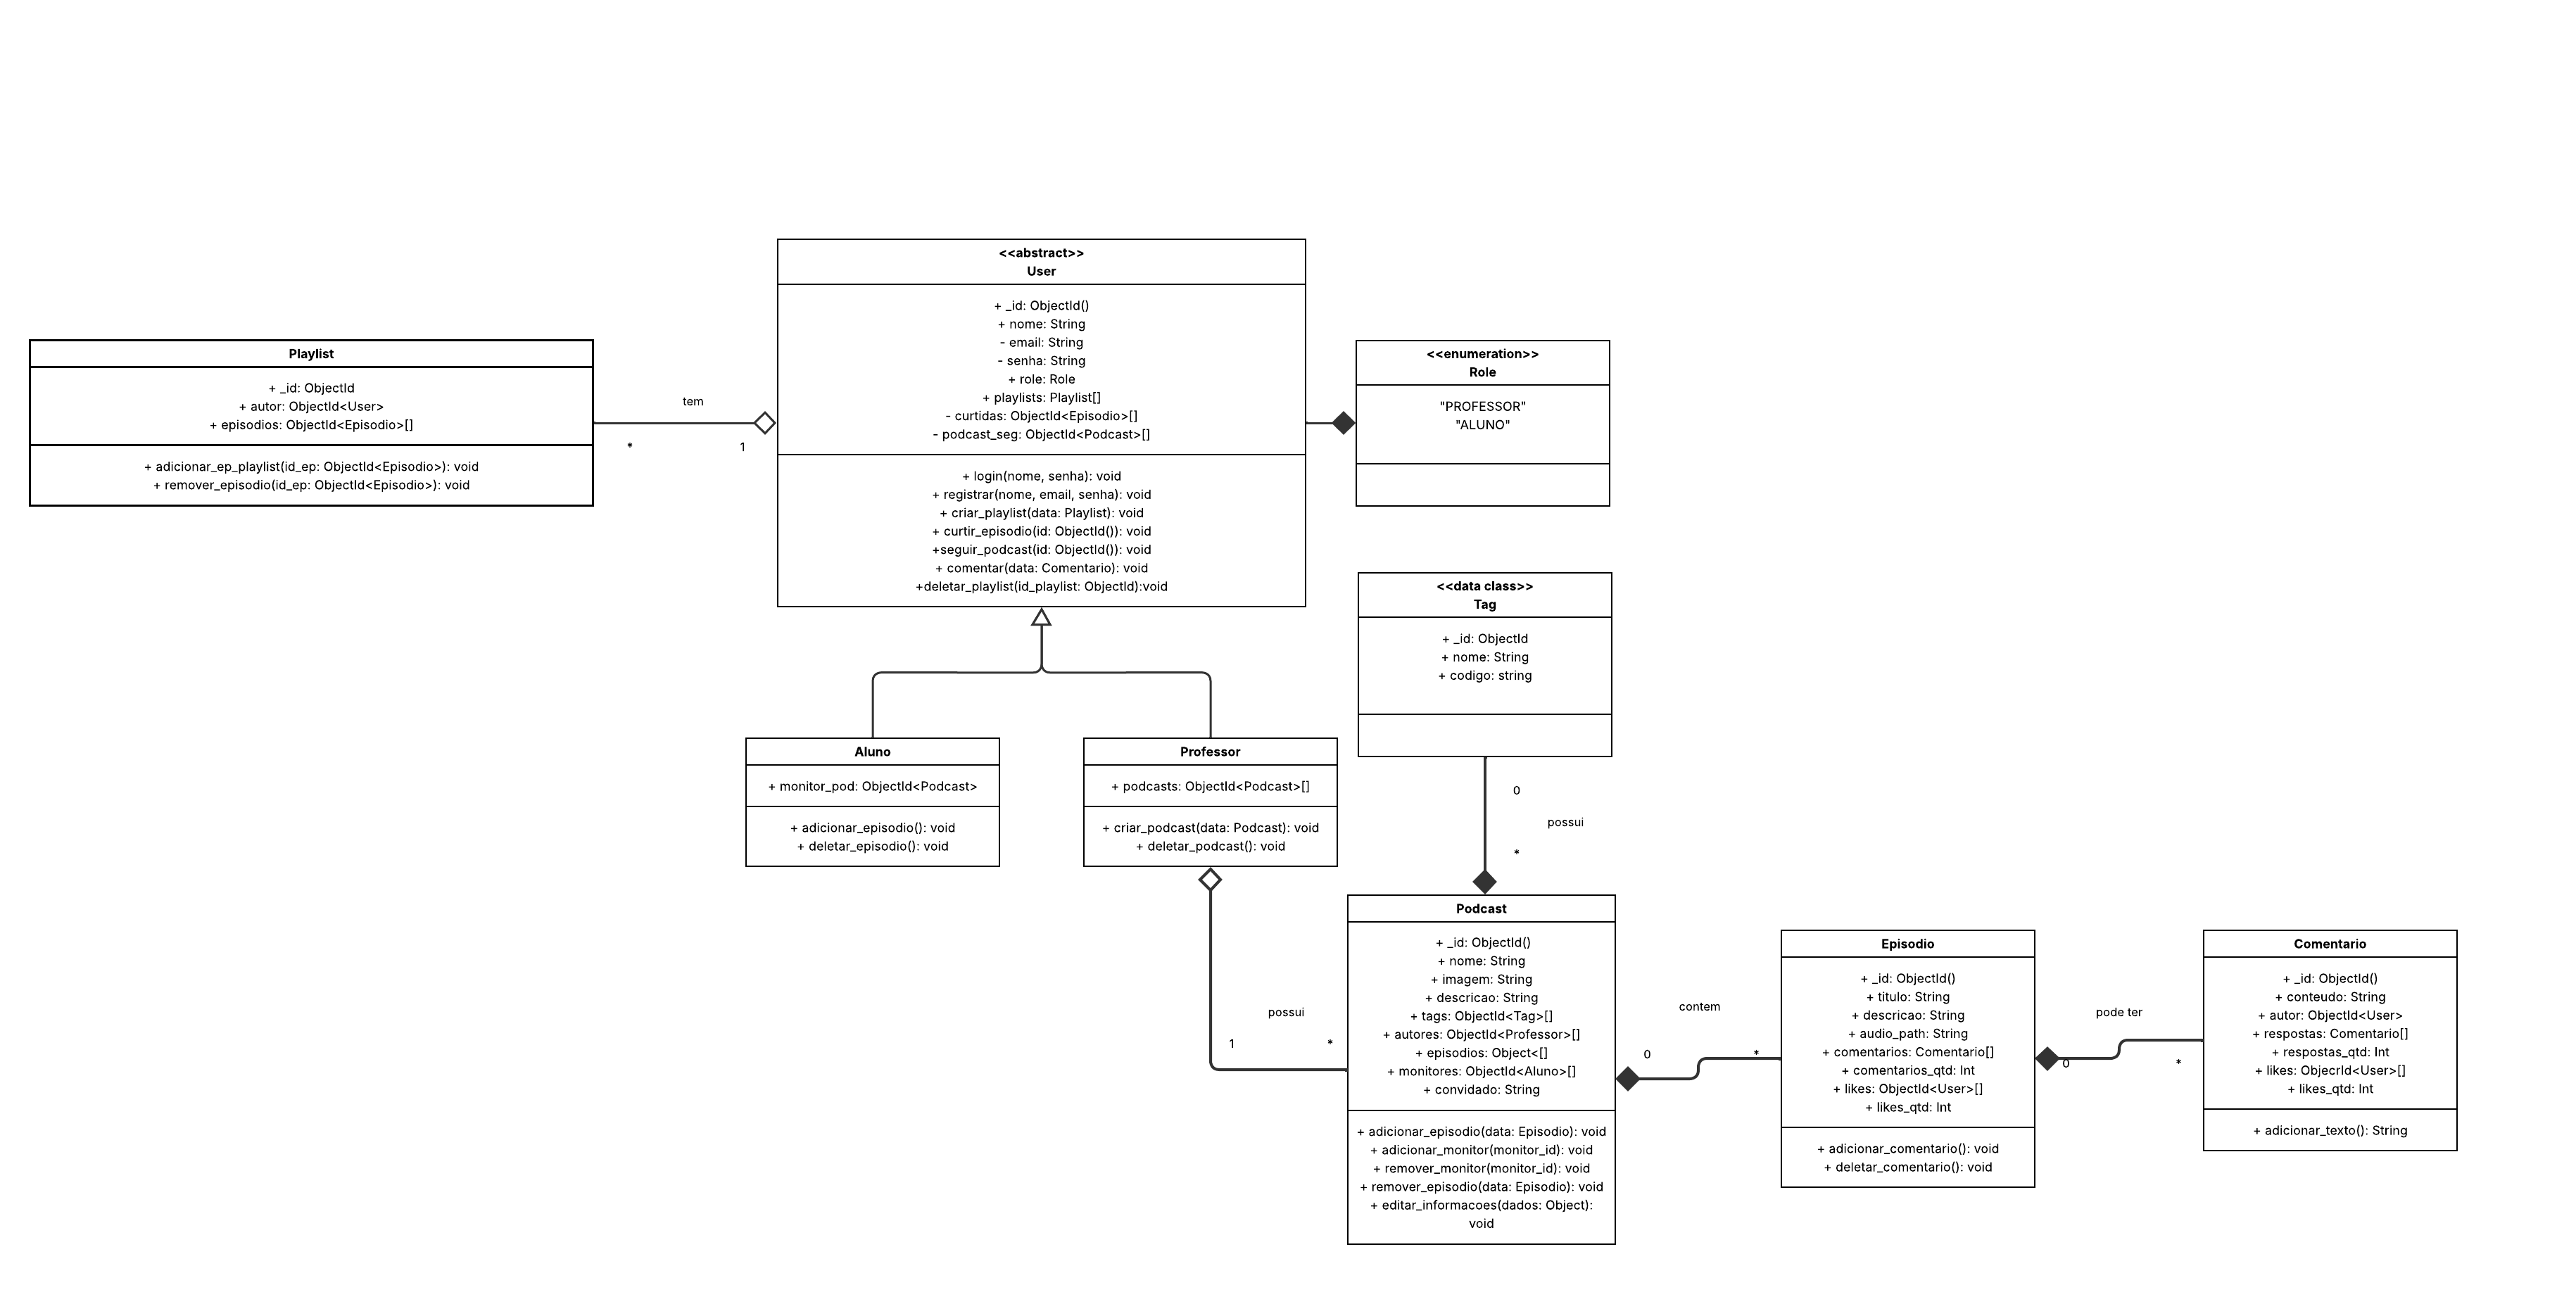 <<abstract>>
User
+ _id: ObjectId()
+ nome: String
- email: String
- senha: String
+ role: Role
+ playlists: Playlist[]
- curtidas: ObjectId<Episodio>[]
- podcast_seg: ObjectId<Podcast>[]
+ login(nome, senha): void
+ registrar(nome, email, senha): void
+ criar_playlist(data: Playlist): void
+ curtir_episodio(id: ObjectId()): void
+seguir_podcast(id: ObjectId()): void
+ comentar(data: Comentario): void
+deletar_playlist(id_playlist: ObjectId):void
Playlist
+ _id: ObjectId
+ autor: ObjectId<User>
+ episodios: ObjectId<Episodio>[]
+ adicionar_ep_playlist(id_ep: ObjectId<Episodio>): void
+ remover_episodio(id_ep: ObjectId<Episodio>): void
tem
*
1
<<enumeration>>
Role
"PROFESSOR"
"ALUNO"
<<data class>>
Tag
+ _id: ObjectId
+ nome: String
+ codigo: string
0
possui
*
Aluno
+ monitor_pod: ObjectId<Podcast>
+ adicionar_episodio(): void
+ deletar_episodio(): void
Professor
+ podcasts: ObjectId<Podcast>[]
+ criar_podcast(data: Podcast): void
+ deletar_podcast(): void
possui
1
*
Podcast
+ _id: ObjectId()
+ nome: String
+ imagem: String
+ descricao: String
+ tags: ObjectId<Tag>[]
+ autores: ObjectId<Professor>[]
+ episodios: Object<[]
+ monitores: ObjectId<Aluno>[]
+ convidado: String
+ adicionar_episodio(data: Episodio): void
+ adicionar_monitor(monitor_id): void
+ remover_monitor(monitor_id): void
+ remover_episodio(data: Episodio): void
+ editar_informacoes(dados: Object):
void
contem
0
*
Episodio
+ _id: ObjectId()
+ titulo: String
+ descricao: String
+ audio_path: String
+ comentarios: Comentario[]
+ comentarios_qtd: Int
+ likes: ObjectId<User>[]
+ likes_qtd: Int
+ adicionar_comentario(): void
+ deletar_comentario(): void
pode ter
0
*
Comentario
+ _id: ObjectId()
+ conteudo: String
+ autor: ObjectId<User>
+ respostas: Comentario[]
+ respostas_qtd: Int
+ likes: ObjecrId<User>[]
+ likes_qtd: Int
+ adicionar_texto(): String